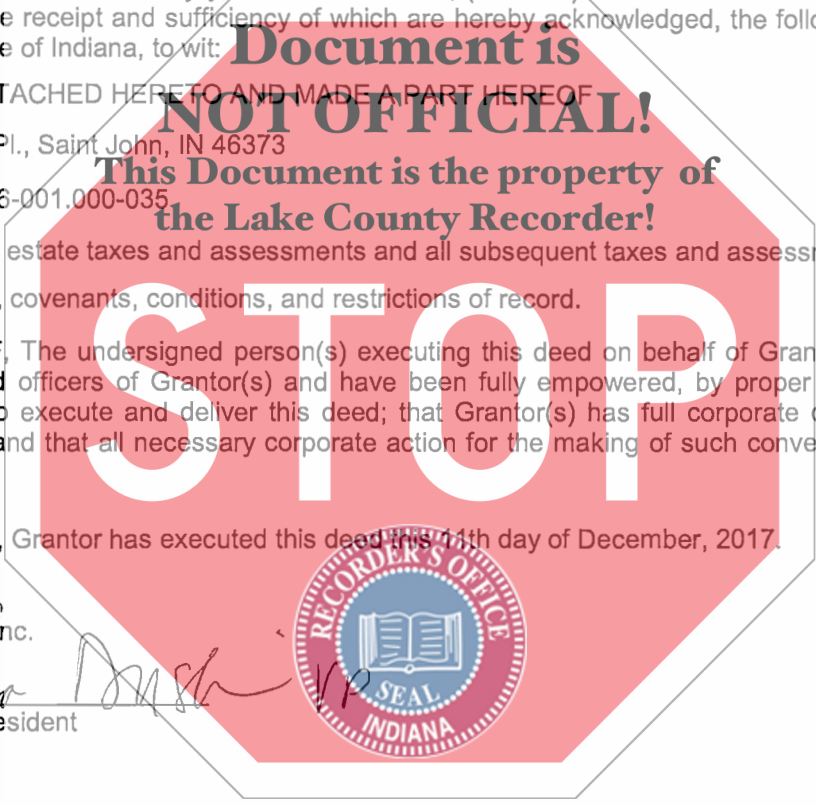 e receipt and sufficiency of which are hereby acknowledged, the follo
e of Indiana, to wit:
Document is
TACHED HERETO AND MADE A PART HEREOF
NOT OFFICIAL!
Pl., Saint John, IN 46373
This Document is the property of
6-001.000-035
the Lake County Recorder!
estate taxes and assessments and all subsequent taxes and assessm
, covenants, conditions, and restrictions of record.
STOP
, The undersigned person(s) executing this deed on behalf of Gran
d officers of Grantor(s) and have been fully empowered, by proper
o execute and deliver this deed; that Grantor(s) has full corporate
and that all necessary corporate action for the making of such conve
, Grantor has executed this deed this 11th day of December, 2017.
RECORDER'S OFFICE
SEAL
INDIANA
nc.
VP
esident